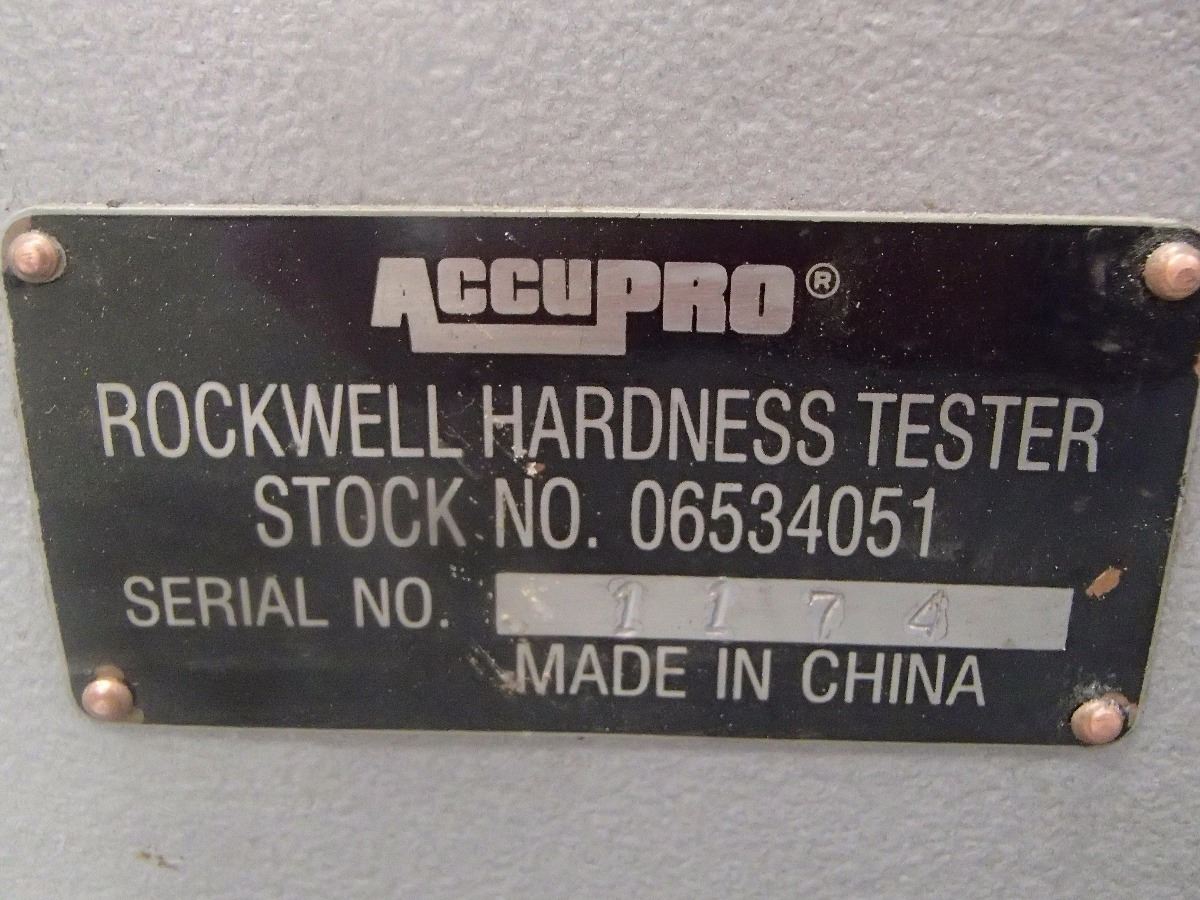 ACCUPRO®
ROCKWELL HARDNESS TESTER
STOCK NO. 06534051
SERIAL NO. 1174
MADE IN CHINA